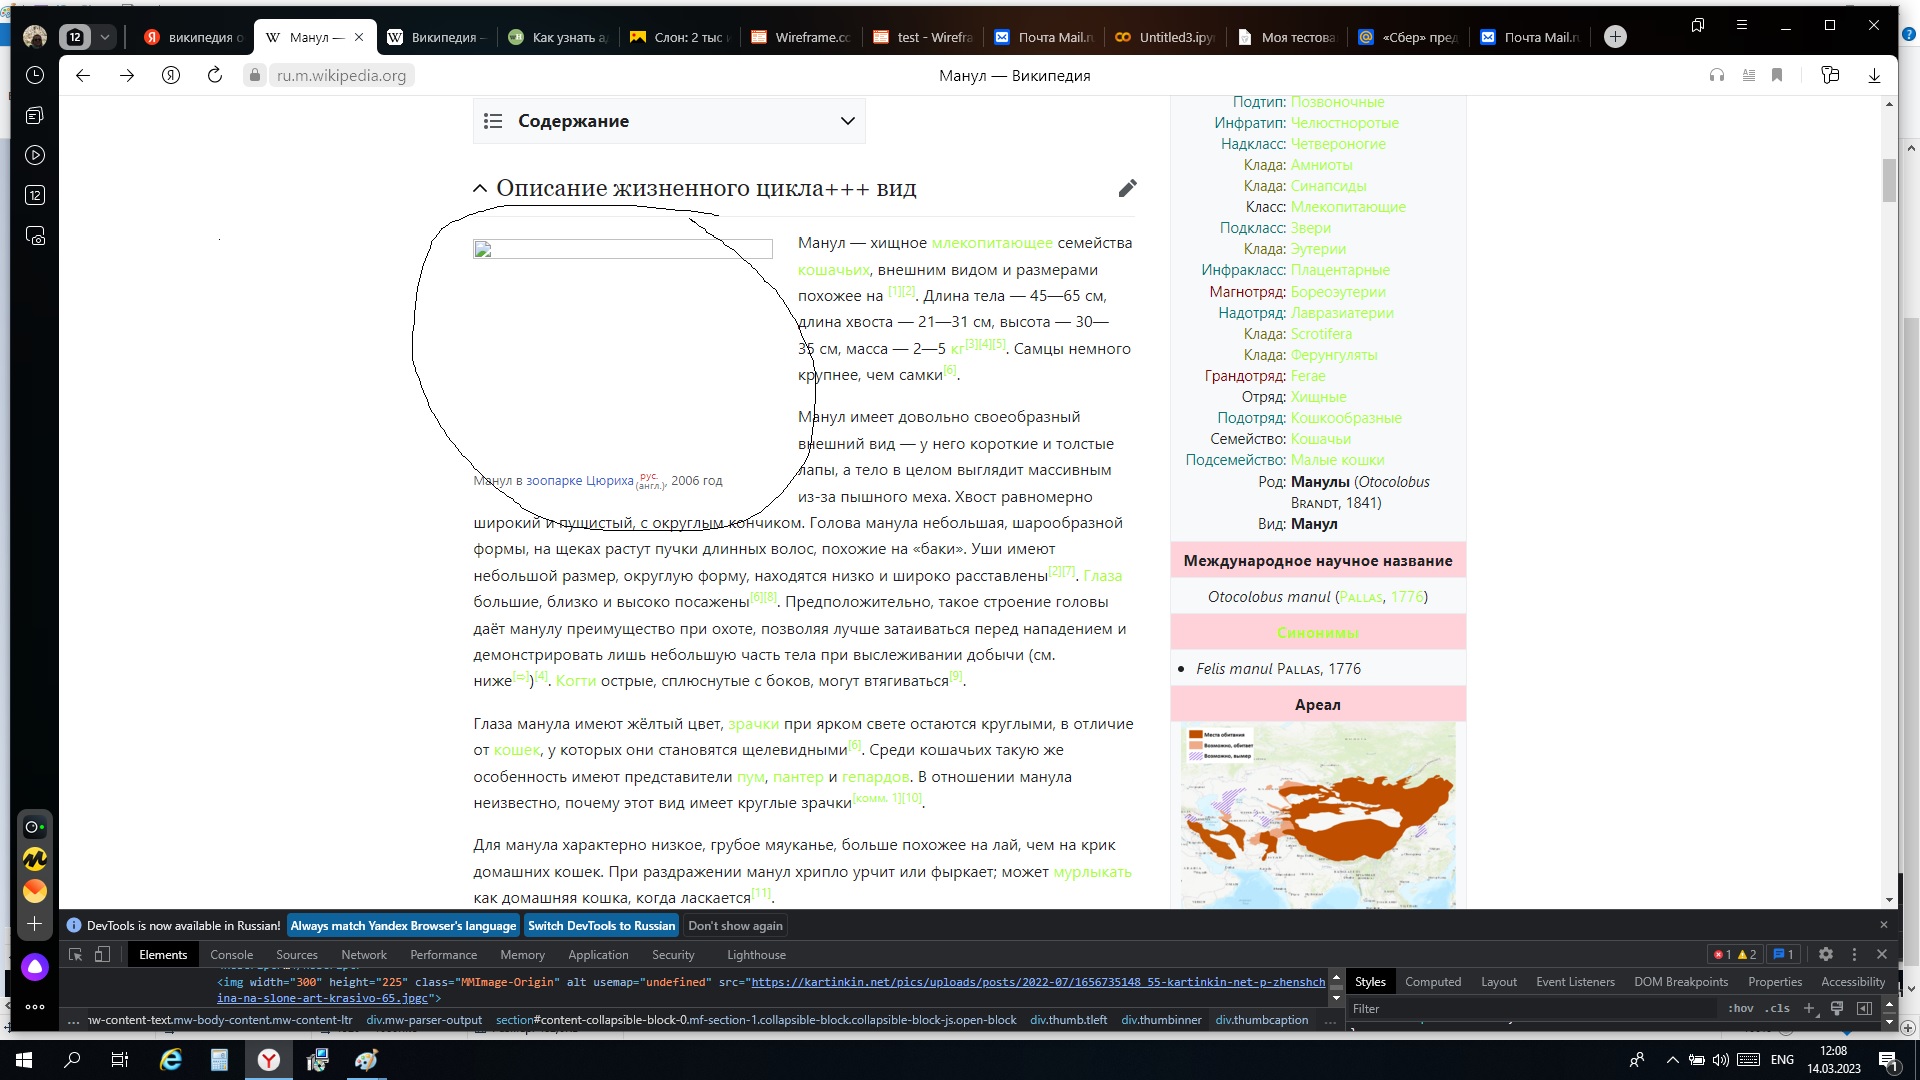 12
википедия о
Манул —
Википедия —
Как узнать а
Слон: 2 тыс
Wireframe.cc
test - Wirefra
Почта Mail.r
Untitled3.ipy
Моя тестова
«Сбер» пред
Почта Mail.r
ru.m.wikipedia.org
Манул — Википедия
12
Содержание
Описание жизненного цикла+++ вид
Манул — хищное млекопитающее семейства
кошачьих, внешним видом и размерами
похожее на [1][2]. Длина тела — 45—65 см,
длина хвоста — 21—31 см, высота — 30—
35 см, масса — 2—5 кг[3][4][5]. Самцы немного
крупнее, чем самки[6].
Манул имеет довольно своеобразный
внешний вид — у него короткие и толстые
лапы, а тело в целом выглядит массивным
из-за пышного меха. Хвост равномерно
Манул в зоопарке Цюриха рус. (англ.), 2006 год
широкий и пушистый, с округлым кончиком. Голова манула небольшая, шарообразной
формы, на щеках растут пучки длинных волос, похожие на «баки». Уши имеют
небольшой размер, округлую форму, находятся низко и широко расставлены[2][7]. Глаза
большие, близко и высоко посажены[6][8]. Предположительно, такое строение головы
даёт манулу преимущество при охоте, позволяя лучше затаиваться перед нападением и
демонстрировать лишь небольшую часть тела при выслеживании добычи (см.
ниже[⇨])[4]. Когти острые, сплюснутые с боков, могут втягиваться[9].
Глаза манула имеют жёлтый цвет, зрачки при ярком свете остаются круглыми, в отличие
от кошек, у которых они становятся щелевидными[6]. Среди кошачьих такую же
особенность имеют представители пум, пантер и гепардов. В отношении манула
неизвестно, почему этот вид имеет круглые зрачки[комм. 1][10].
Для манула характерно низкое, грубое мяуканье, больше похожее на лай, чем на крик
домашних кошек. При раздражении манул хрипло урчит или фыркает; может мурлыкать
как домашняя кошка, когда ласкается[11].
Подтип: Позвоночные
Инфратип: Челюстноротые
Надкласс: Четвероногие
Клада: Амниоты
Клада: Синапсиды
Класс: Млекопитающие
Подкласс: Звери
Клада: Эутерии
Инфракласс: Плацентарные
Магнотряд: Бореоэутерии
Надотряд: Лавразиатерии
Клада: Scrotifera
Клада: Ферунгуляты
Грандотряд: Ferae
Отряд: Хищные
Подотряд: Кошкообразные
Семейство: Кошачьи
Подсемейство: Малые кошки
Род: Манулы (Otocolobus
Brandt, 1841)
Вид: Манул
Международное научное название
Otocolobus manul (Pallas, 1776)
Синонимы
Felis manul Pallas, 1776
Ареал
Места обитания
Возможно, обитает
Возможно, вымер
DevTools is now available in Russian! Always match Yandex Browser's language Switch DevTools to Russian Don't show again
Elements Console Sources Network Performance Memory Application Security Lighthouse
1 2 1
<img width="300" height="225" class="MMImage-Origin" alt usemap="undefined" src="https://kartinkin.net/pics/uploads/posts/2022-07/1656735148_55-kartinkin-net-p-zhenshch
ina-na-slone-art-krasivo-65.jpgc">
... nw-content-text.mw-body-content.mw-content-ltr div.mw-parser-output section#content-collapsible-block-0.mf-section-1.collapsible-block.collapsible-block-js.open-block div.thumb.tleft div.thumbinner div.thumbcaption ...
Styles Computed Layout Event Listeners DOM Breakpoints Properties Accessibility
Filter :hov .cls
ENG
12:08
14.03.2023
1